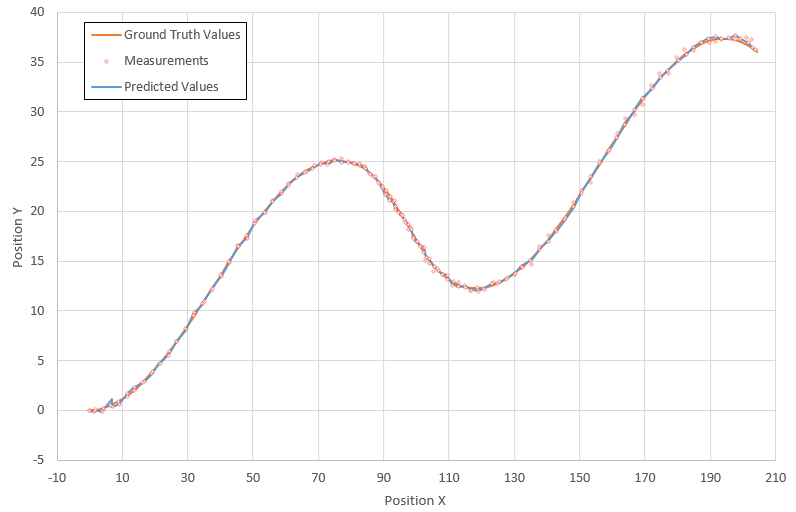 40
Ground Truth Values
Measurements
Predicted Values
35
30
25
20
15
10
5
0
-5
Position Y
-10 10 30 50 70 90 110 130 150 170 190 210
Position X